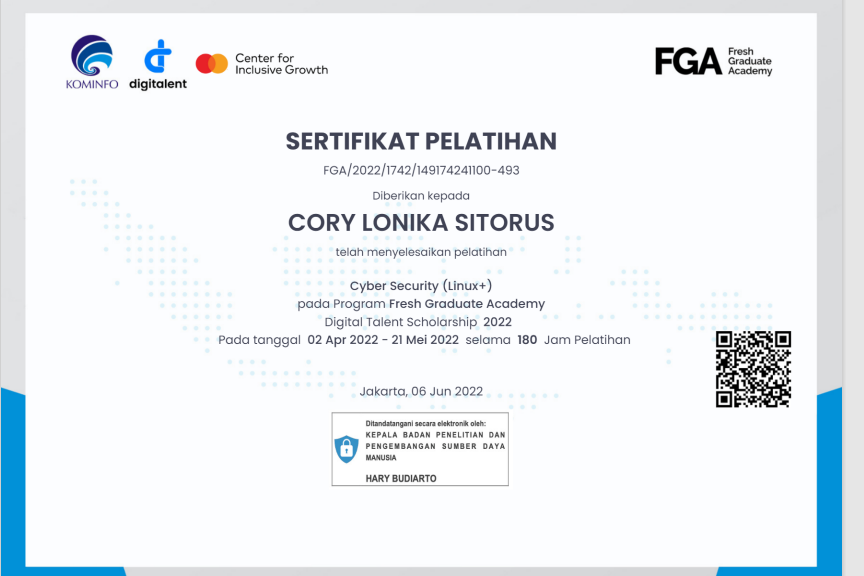 KOMINFO
digitalent
Center for
Inclusive Growth
FGA Fresh
Graduate
Academy
SERTIFIKAT PELATIHAN
FGA/2022/1742/149174241100-493
Diberikan kepada
CORY LONIKA SITORUS
telah menyelesaikan pelatihan
Cyber Security (Linux+)
pada Program Fresh Graduate Academy
Digital Talent Scholarship 2022
Pada tanggal 02 Apr 2022 - 21 Mei 2022 selama 180 Jam Pelatihan
Jakarta, 06 Jun 2022
Ditandatangani secara elektronik oleh:
KEPALA BADAN PENELITIAN DAN
PENGEMBANGAN SUMBER DAYA
MANUSIA
HARY BUDIARTO